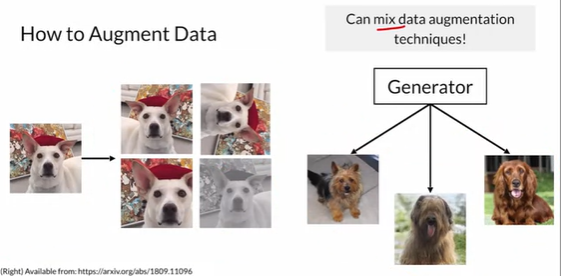 How to Augment Data
Can mix data augmentation
techniques!
Generator
(Right) Available from: https://arxiv.org/abs/1809.11096